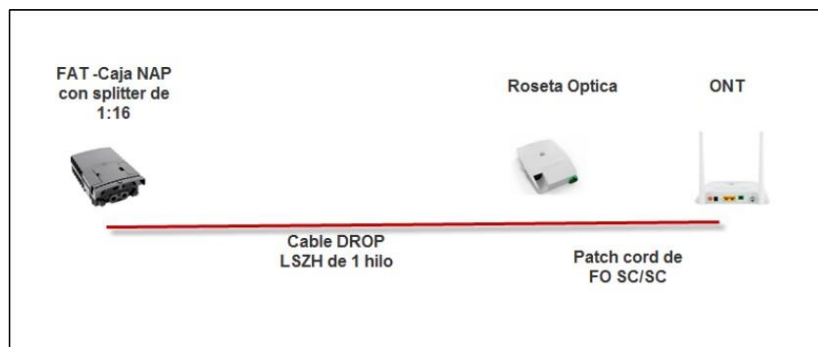 FAT -Caja NAP
con splitter de
1:16
Roseta Optica
ONT
Cable DROP
LSZH de 1 hilo
Patch cord de
FO SC/SC